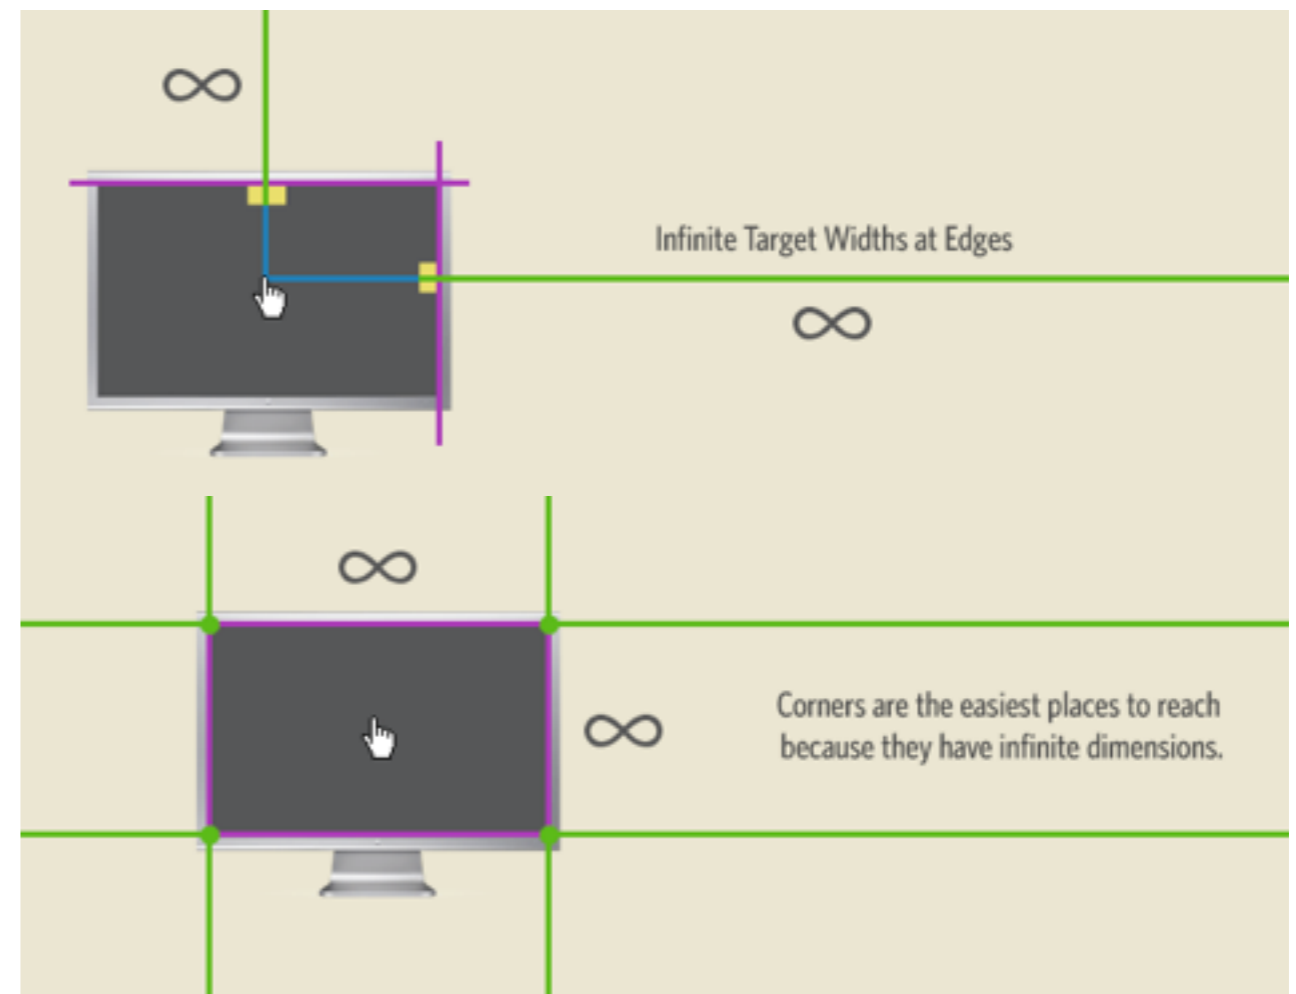 ∞
Infinite Target Widths at Edges
∞
∞
Corners are the easiest places to reach
∞
because they have infinite dimensions.